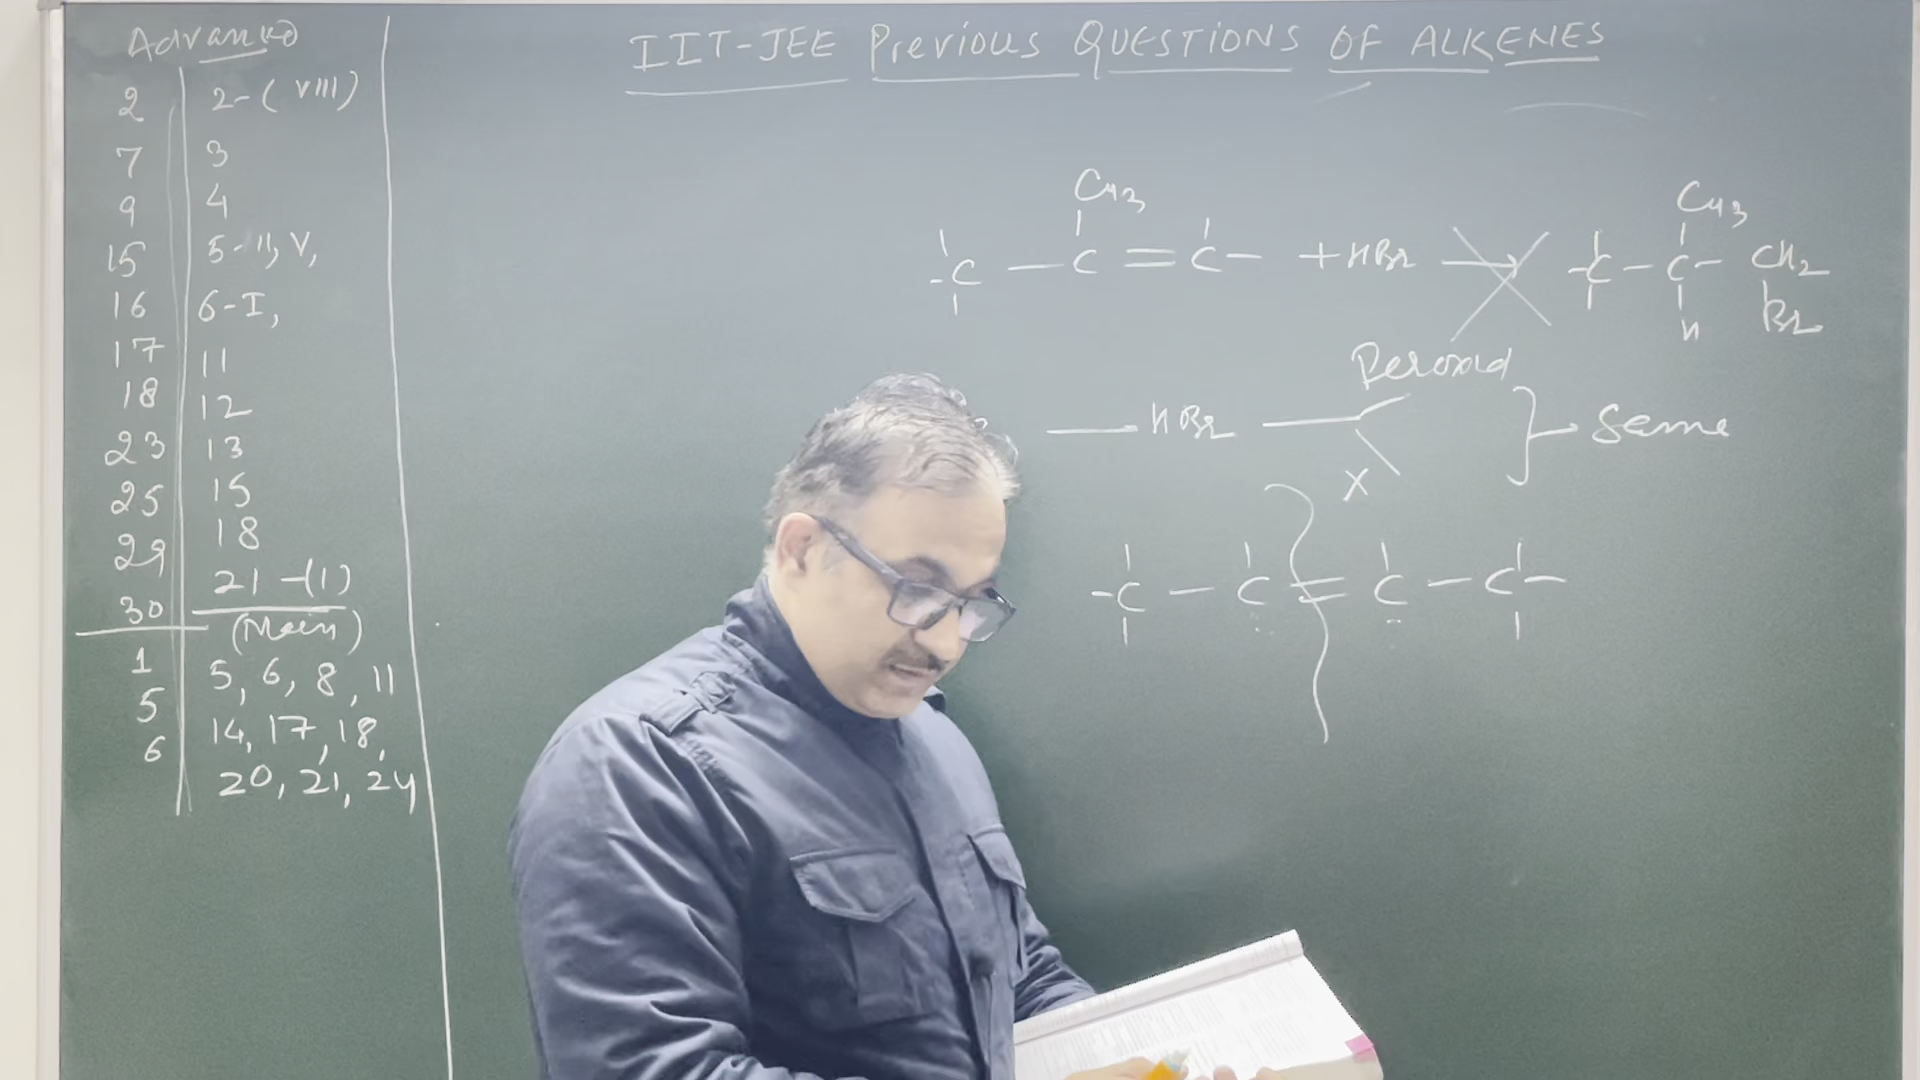 Advanced
IIT-JEE Previous QUESTIONS OF ALKENES
2 2-(VIII)
7 3
9 4
15 5-II, V,
16 6-I,
17 11
18 12
23 13
25 15
29 18
30 21-(1)
(Main)
1 5, 6, 8, 11
5 14, 17, 18,
6 20, 21, 24
CH3 CH3
-C — C = C — + HBr → -C — C — CH2
H Br
Peroxid
— HBr — X } → Same
-C — C = C — C —